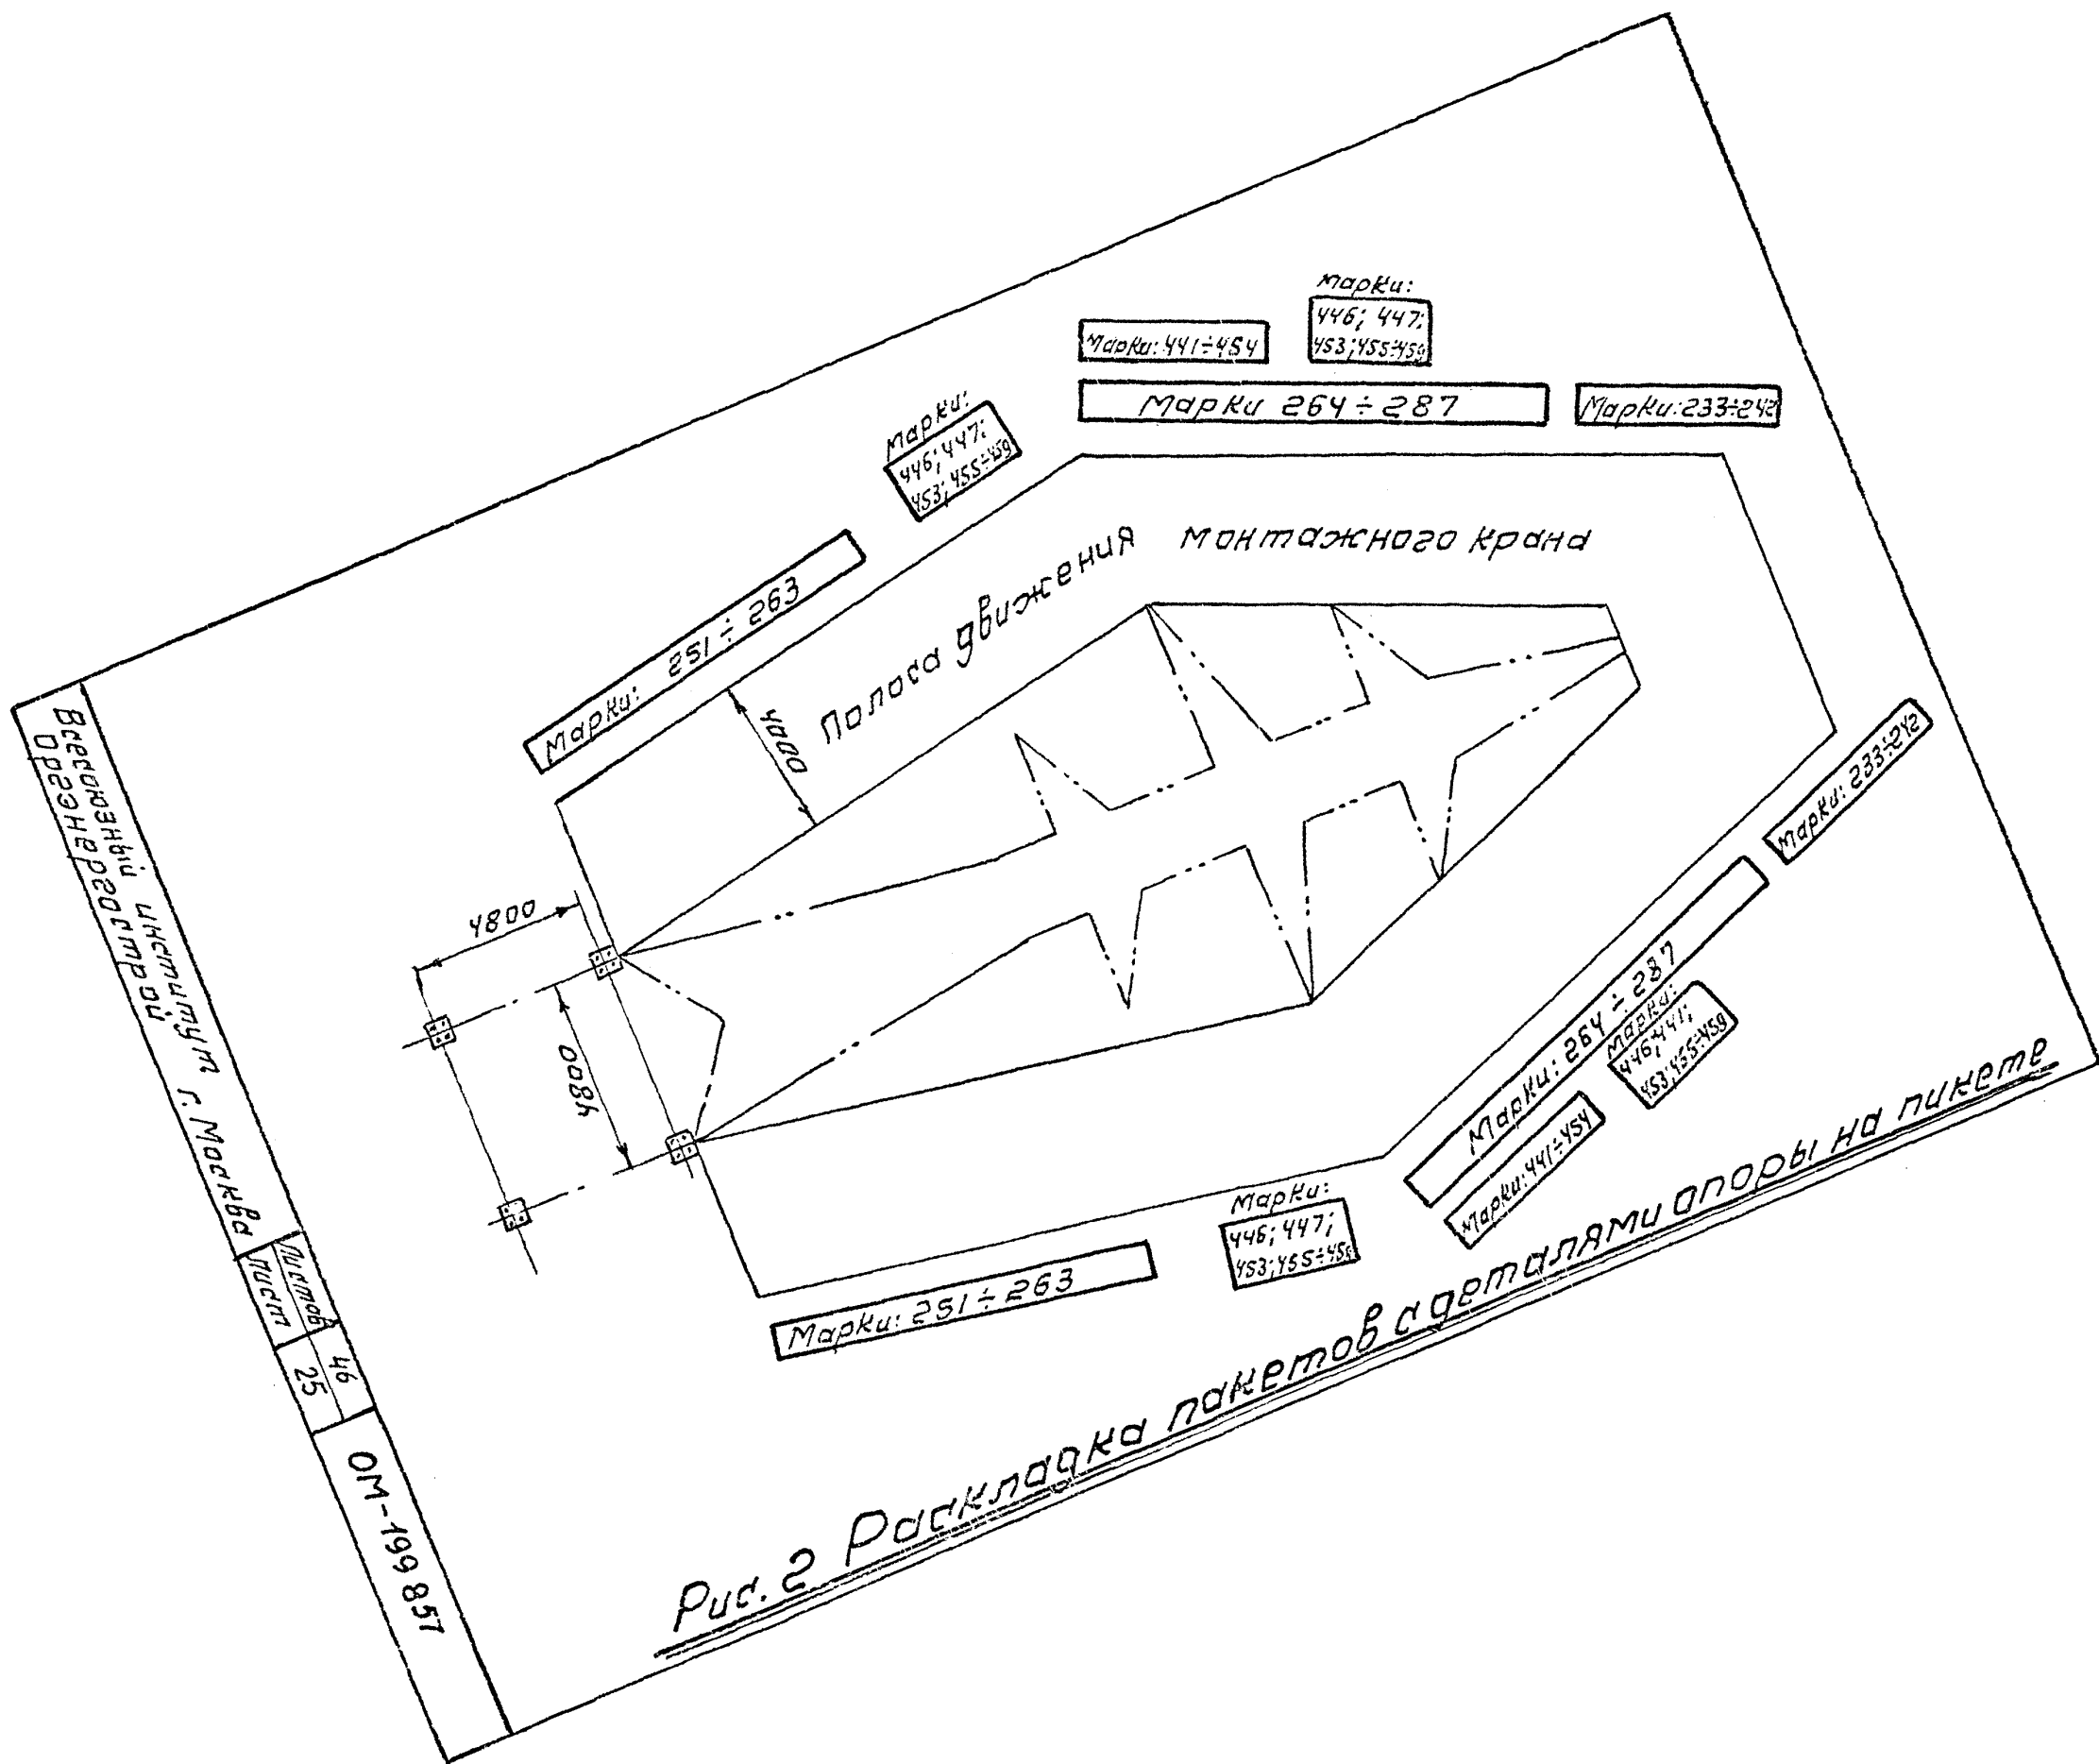 Марки:
446; 447;
453; 455÷459
Марки: 441÷454
Марки 264÷287
Марки: 233÷242
Марки:
446; 447;
453; 455÷459
Марки: 251÷263
Полоса движения монтажного крана
4000
4800
4800
Марки: 233÷242
Марки: 264÷287
Марки:
446; 441;
453; 455÷459
Марки: 441÷454
Марки:
446; 447;
453; 455÷459
Марки: 251÷263
Рис. 2 Раскладка пакетов с деталями опоры на пикете
Всесоюзный институт г. Москва
Оргэнергострой
Листов 46
Лист 25
ОМ-199857